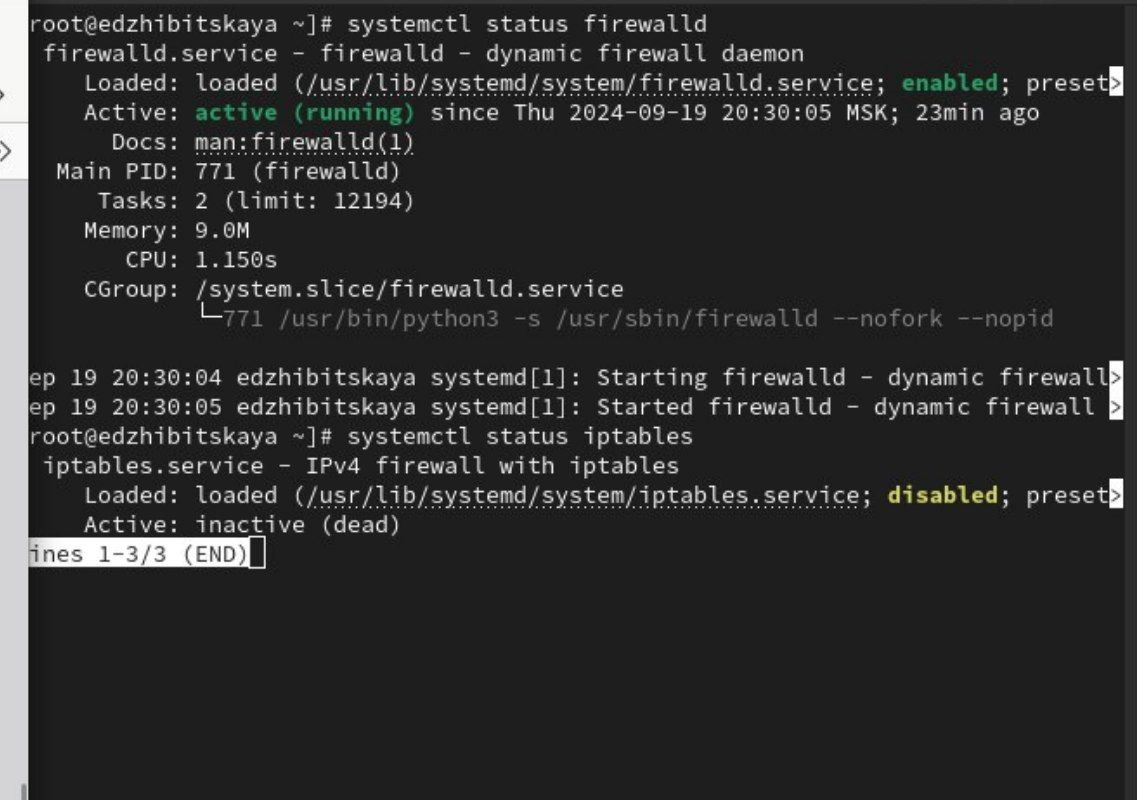 root@edzhibitskaya ~]# systemctl status firewalld
firewalld.service - firewalld - dynamic firewall daemon
Loaded: loaded (/usr/lib/systemd/system/firewalld.service; enabled; preset>
Active: active (running) since Thu 2024-09-19 20:30:05 MSK; 23min ago
Docs: man:firewalld(1)
Main PID: 771 (firewalld)
Tasks: 2 (limit: 12194)
Memory: 9.0M
CPU: 1.150s
CGroup: /system.slice/firewalld.service
└─771 /usr/bin/python3 -s /usr/sbin/firewalld --nofork --nopid
ep 19 20:30:04 edzhibitskaya systemd[1]: Starting firewalld - dynamic firewall>
ep 19 20:30:05 edzhibitskaya systemd[1]: Started firewalld - dynamic firewall >
root@edzhibitskaya ~]# systemctl status iptables
iptables.service - IPv4 firewall with iptables
Loaded: loaded (/usr/lib/systemd/system/iptables.service; disabled; preset>
Active: inactive (dead)
ines 1-3/3 (END)